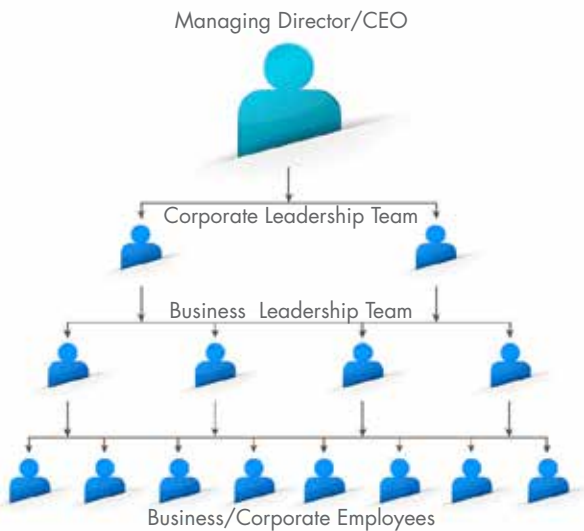 Managing Director/CEO
Corporate Leadership Team
Business Leadership Team
Business/Corporate Employees